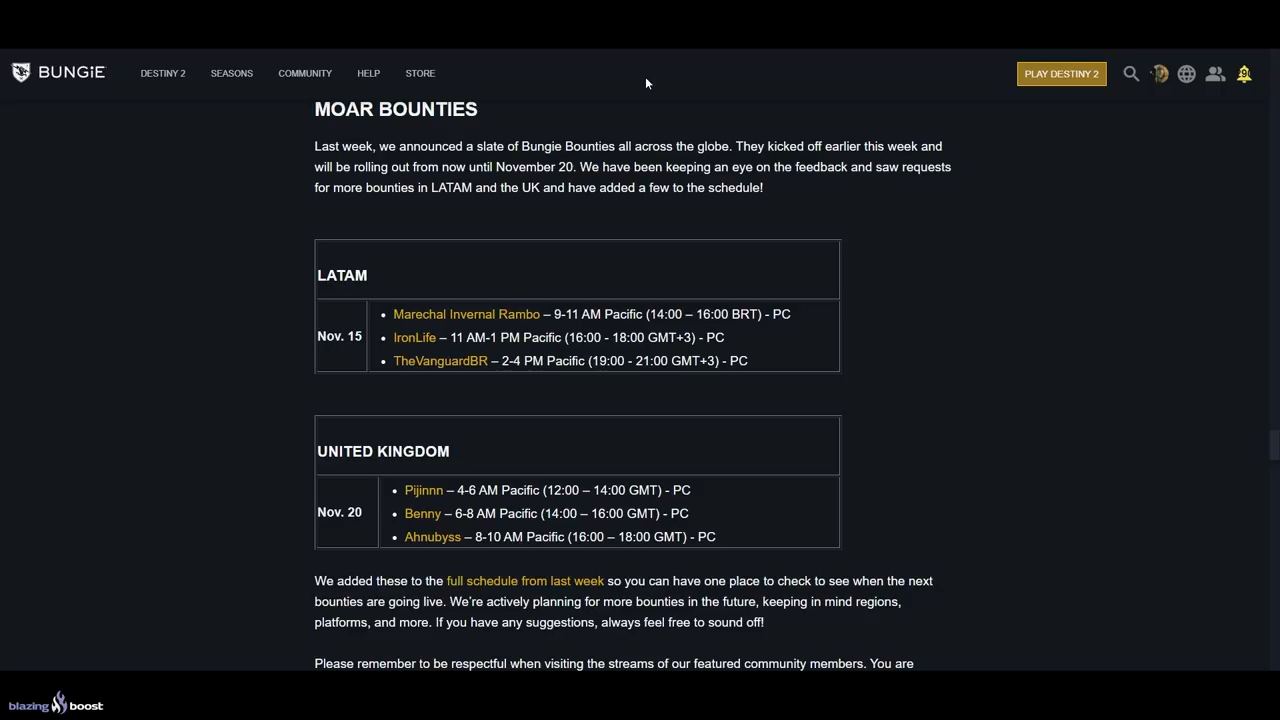 BUNGiE
DESTINY 2 SEASONS COMMUNITY HELP STORE
PLAY DESTINY 2
MOAR BOUNTIES
Last week, we announced a slate of Bungie Bounties all across the globe. They kicked off earlier this week and
will be rolling out from now until November 20. We have been keeping an eye on the feedback and saw requests
for more bounties in LATAM and the UK and have added a few to the schedule!
LATAM
Nov. 15
• Marechal Invernal Rambo – 9-11 AM Pacific (14:00 – 16:00 BRT) - PC
• IronLife – 11 AM-1 PM Pacific (16:00 - 18:00 GMT+3) - PC
• TheVanguardBR – 2-4 PM Pacific (19:00 - 21:00 GMT+3) - PC
UNITED KINGDOM
Nov. 20
• Pijinnn – 4-6 AM Pacific (12:00 – 14:00 GMT) - PC
• Benny – 6-8 AM Pacific (14:00 – 16:00 GMT) - PC
• Ahnubyss – 8-10 AM Pacific (16:00 – 18:00 GMT) - PC
We added these to the full schedule from last week so you can have one place to check to see when the next
bounties are going live. We're actively planning for more bounties in the future, keeping in mind regions,
platforms, and more. If you have any suggestions, always feel free to sound off!
Please remember to be respectful when visiting the streams of our featured community members. You are
blazing boost